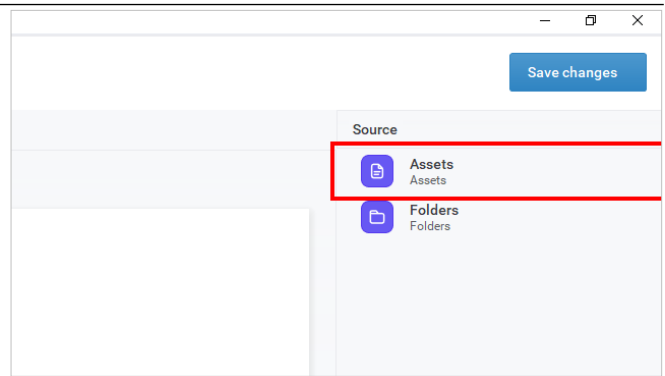 Save changes
Source
Assets
Assets
Folders
Folders